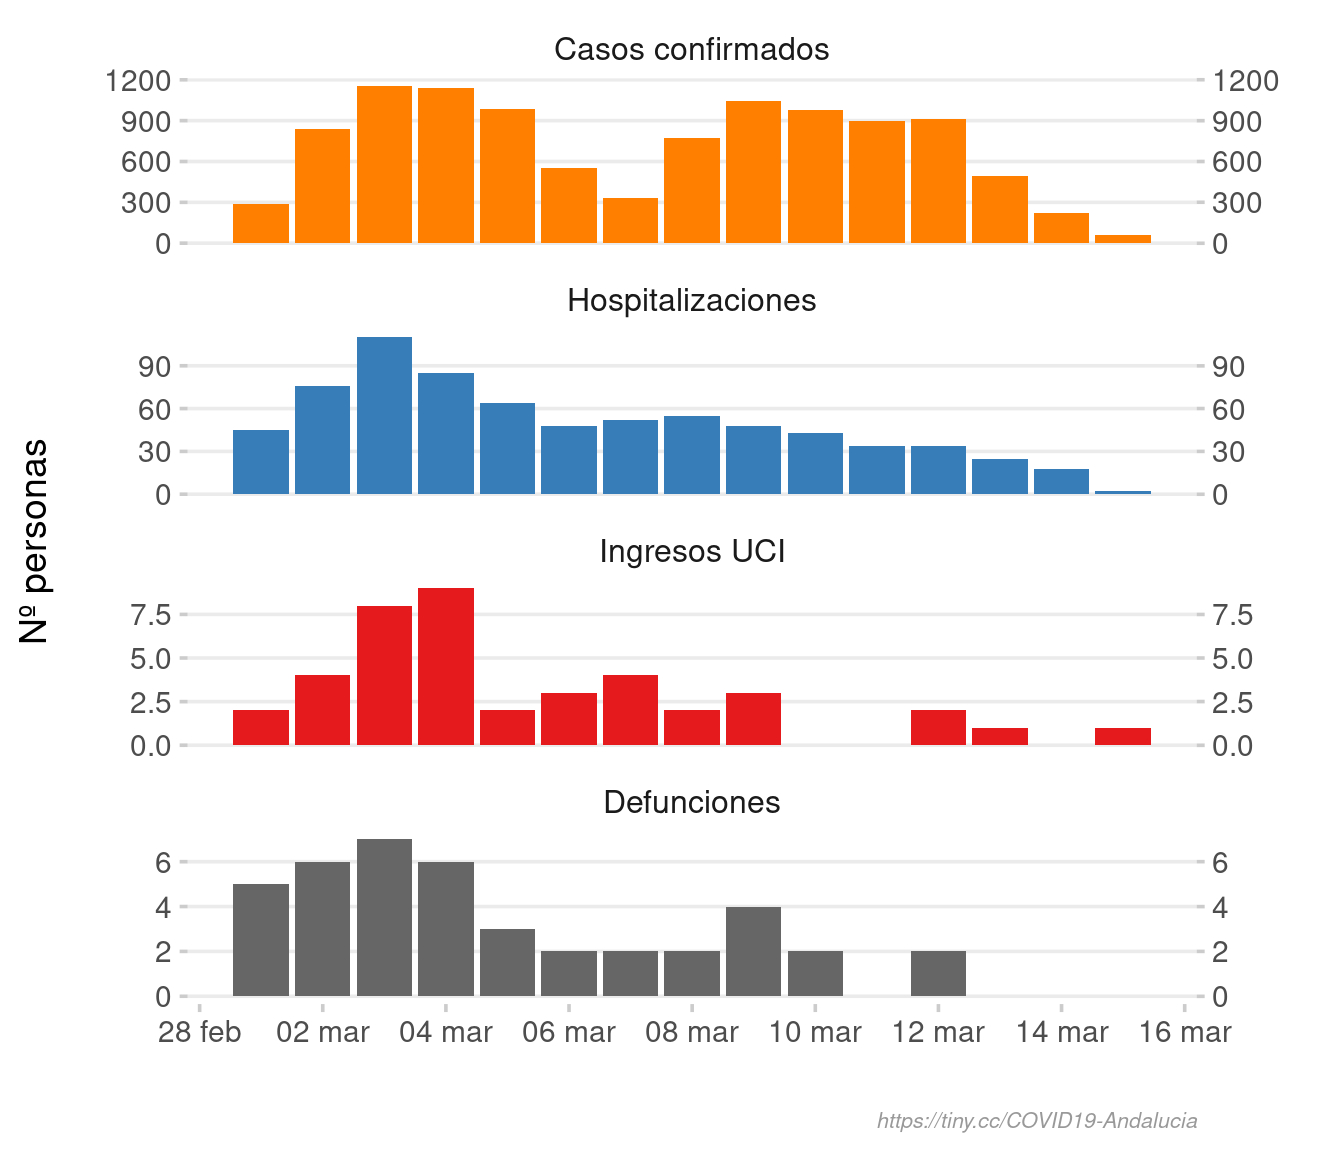 Casos confirmados
1200 1200
900 900
600 600
300 300
0 0
Hospitalizaciones
90 90
60 60
30 30
0 0
Nº personas
Ingresos UCI
7.5 7.5
5.0 5.0
2.5 2.5
0.0 0.0
Defunciones
6 6
4 4
2 2
0 0
28 feb 02 mar 04 mar 06 mar 08 mar 10 mar 12 mar 14 mar 16 mar
https://tiny.cc/COVID19-Andalucia